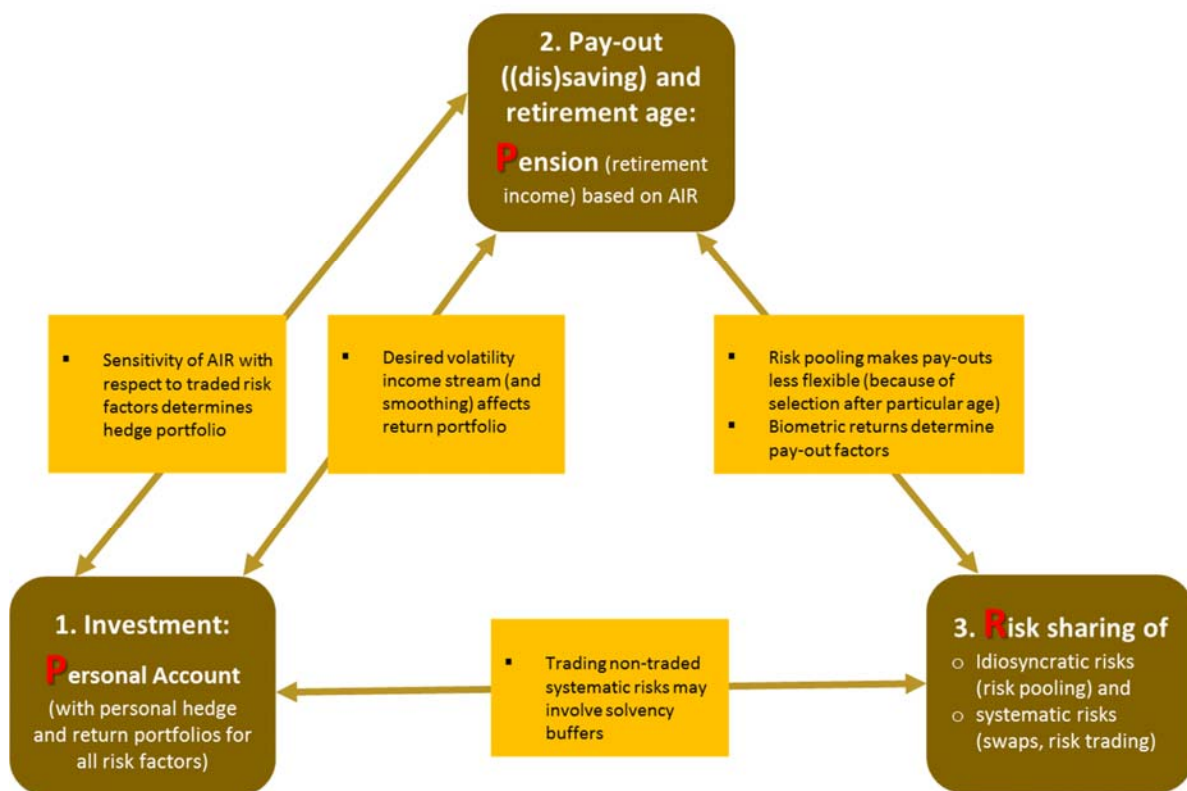 2. Pay-out
((dis)saving) and
retirement age:
Pension (retirement
income) based on AIR
▪ Sensitivity of AIR with
respect to traded risk
factors determines
hedge portfolio
▪ Desired volatility
income stream (and
smoothing) affects
return portfolio
▪ Risk pooling makes pay-outs
less flexible (because of
selection after particular age)
▪ Biometric returns determine
pay-out factors
1. Investment:
Personal Account
(with personal hedge
and return portfolios for
all risk factors)
▪ Trading non-traded
systematic risks may
involve solvency
buffers
3. Risk sharing of
o Idiosyncratic risks
(risk pooling) and
o systematic risks
(swaps, risk trading)